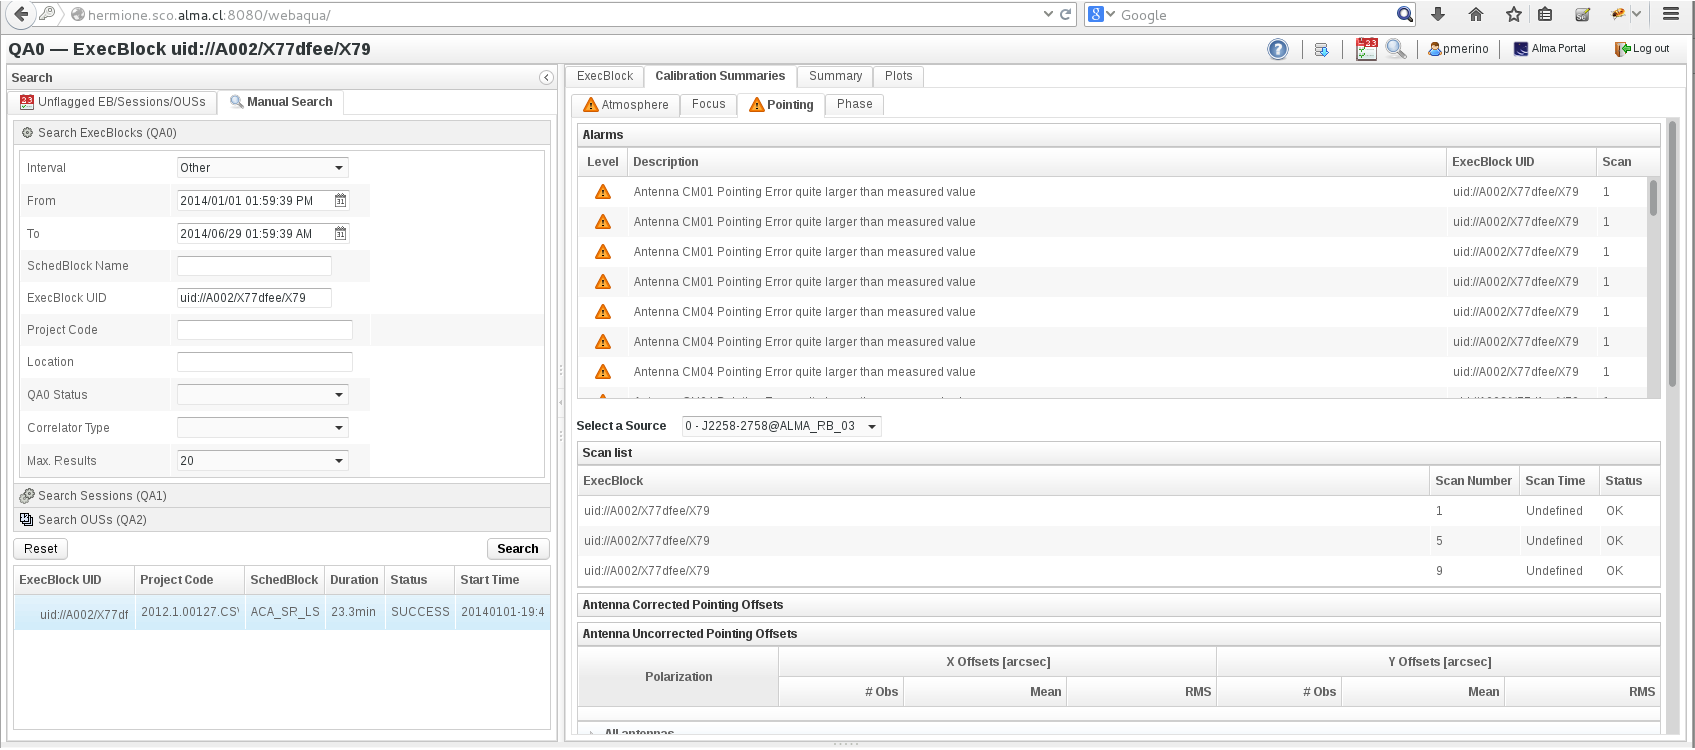 hermione.sco.alma.cl:8080/webaqua/
Google
QA0 — ExecBlock uid://A002/X77dfee/X79
pmerino
Alma Portal
Log out
Search
Unflagged EB/Sessions/OUSs
Manual Search
Search ExecBlocks (QA0)
Interval Other
From 2014/01/01 01:59:39 PM
To 2014/06/29 01:59:39 AM
SchedBlock Name
ExecBlock UID uid://A002/X77dfee/X79
Project Code
Location
QA0 Status
Correlator Type
Max. Results 20
Search Sessions (QA1)
Search OUSs (QA2)
Reset Search
ExecBlock UID Project Code SchedBlock Duration Status Start Time
uid://A002/X77df 2012.1.00127.CS ACA_SR_LS 23.3min SUCCESS 20140101-19:4
ExecBlock Calibration Summaries Summary Plots
Atmosphere Focus Pointing Phase
Alarms
Level Description ExecBlock UID Scan
Antenna CM01 Pointing Error quite larger than measured value uid://A002/X77dfee/X79 1
Antenna CM01 Pointing Error quite larger than measured value uid://A002/X77dfee/X79 1
Antenna CM01 Pointing Error quite larger than measured value uid://A002/X77dfee/X79 1
Antenna CM01 Pointing Error quite larger than measured value uid://A002/X77dfee/X79 1
Antenna CM04 Pointing Error quite larger than measured value uid://A002/X77dfee/X79 1
Antenna CM04 Pointing Error quite larger than measured value uid://A002/X77dfee/X79 1
Antenna CM04 Pointing Error quite larger than measured value uid://A002/X77dfee/X79 1
Select a Source 0 - J2258-2758@ALMA_RB_03
Scan list
ExecBlock Scan Number Scan Time Status
uid://A002/X77dfee/X79 1 Undefined OK
uid://A002/X77dfee/X79 5 Undefined OK
uid://A002/X77dfee/X79 9 Undefined OK
Antenna Corrected Pointing Offsets
Antenna Uncorrected Pointing Offsets
Polarization X Offsets [arcsec] Y Offsets [arcsec]
# Obs Mean RMS # Obs Mean RMS
All antennas